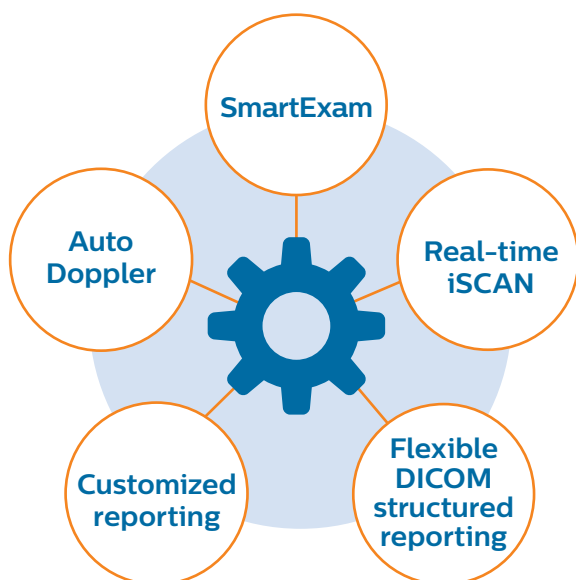 SmartExam
Auto
Doppler
Real-time
iSCAN
Customized
reporting
Flexible
DICOM
structured
reporting